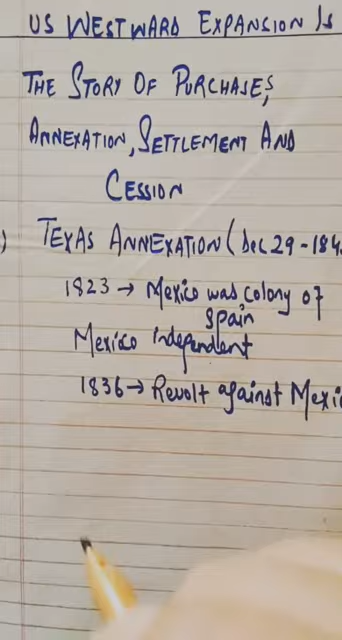 US WESTWARD EXPANSION IS
THE STORY OF PURCHASES,
ANNEXATION, SETTLEMENT AND
CESSION
) TEXAS ANNEXATION (Dec 29 - 184
1823 → Mexico was colony of
Spain
Mexico independent
1836 → Revolt against Mexi